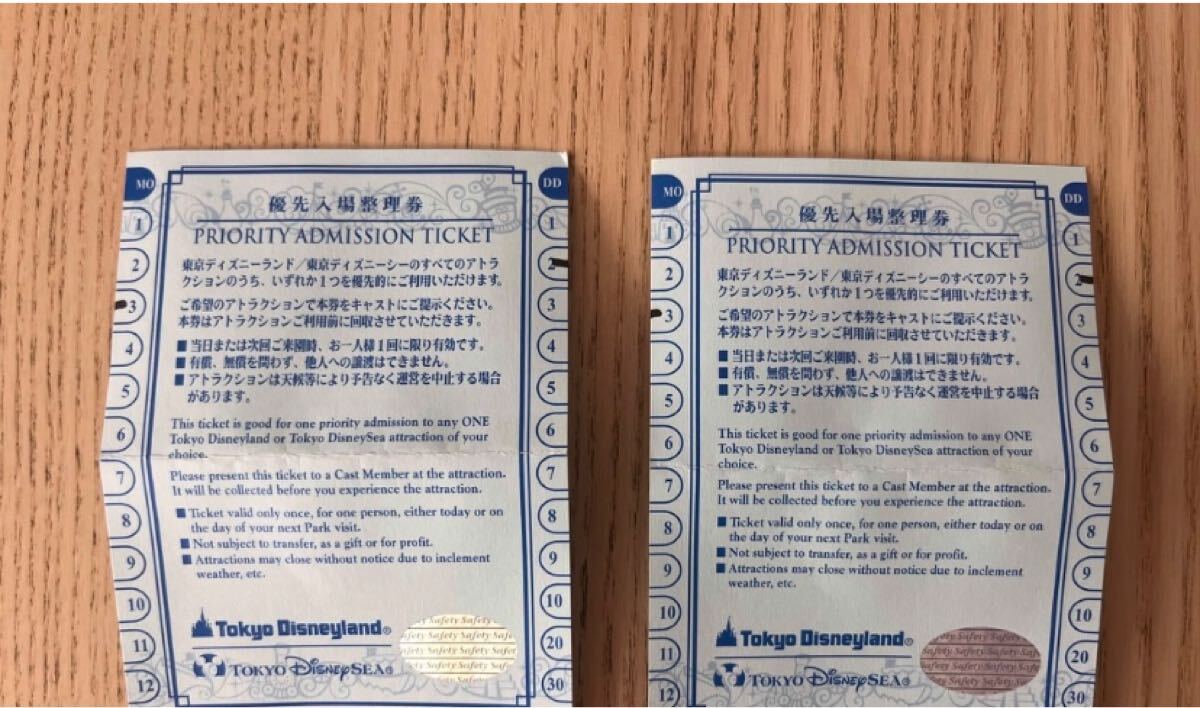 MO
DD
1
2
3
4
5
6
7
8
9
10
11
12
優先入場整理券
PRIORITY ADMISSION TICKET
東京ディズニーランド／東京ディズニーシーのすべてのアトラ
クションのうち、いずれか1つを優先的にご利用いただけます。
ご希望のアトラクションで本券をキャストにご提示ください。
本券はアトラクションご利用前に回収させていただきます。
■ 当日または次回ご来園時、お一人様1回に限り有効です。
■ 有償、無償を問わず、他人への譲渡はできません。
■ アトラクションは天候等により予告なく運営を中止する場合
があります。
This ticket is good for one priority admission to any ONE
Tokyo Disneyland or Tokyo DisneySea attraction of your
choice.
Please present this ticket to a Cast Member at the attraction.
It will be collected before you experience the attraction.
■ Ticket valid only once, for one person, either today or on
the day of your next Park visit.
■ Not subject to transfer, as a gift or for profit.
■ Attractions may close without notice due to inclement
weather, etc.
Tokyo Disneyland®
TOKYO DISNEYSEA®
Safety Safety
Safety Safety Safety
Safety Safety Safety
Safety Safety Safety
Safety Safety
1
2
3
4
5
6
7
8
9
10
20
30
MO
DD
1
2
3
4
5
6
7
8
9
10
11
12
優先入場整理券
PRIORITY ADMISSION TICKET
東京ディズニーランド／東京ディズニーシーのすべてのアトラ
クションのうち、いずれか1つを優先的にご利用いただけます。
ご希望のアトラクションで本券をキャストにご提示ください。
本券はアトラクションご利用前に回収させていただきます。
■ 当日または次回ご来園時、お一人様1回に限り有効です。
■ 有償、無償を問わず、他人への譲渡はできません。
■ アトラクションは天候等により予告なく運営を中止する場合
があります。
This ticket is good for one priority admission to any ONE
Tokyo Disneyland or Tokyo DisneySea attraction of your
choice.
Please present this ticket to a Cast Member at the attraction.
It will be collected before you experience the attraction.
■ Ticket valid only once, for one person, either today or on
the day of your next Park visit.
■ Not subject to transfer, as a gift or for profit.
■ Attractions may close without notice due to inclement
weather, etc.
Tokyo Disneyland®
TOKYO DISNEYSEA®
Safety Safety
Safety Safety Safety
Safety Safety Safety
Safety Safety Safety
Safety Safety
1
2
3
4
5
6
7
8
9
10
20
30